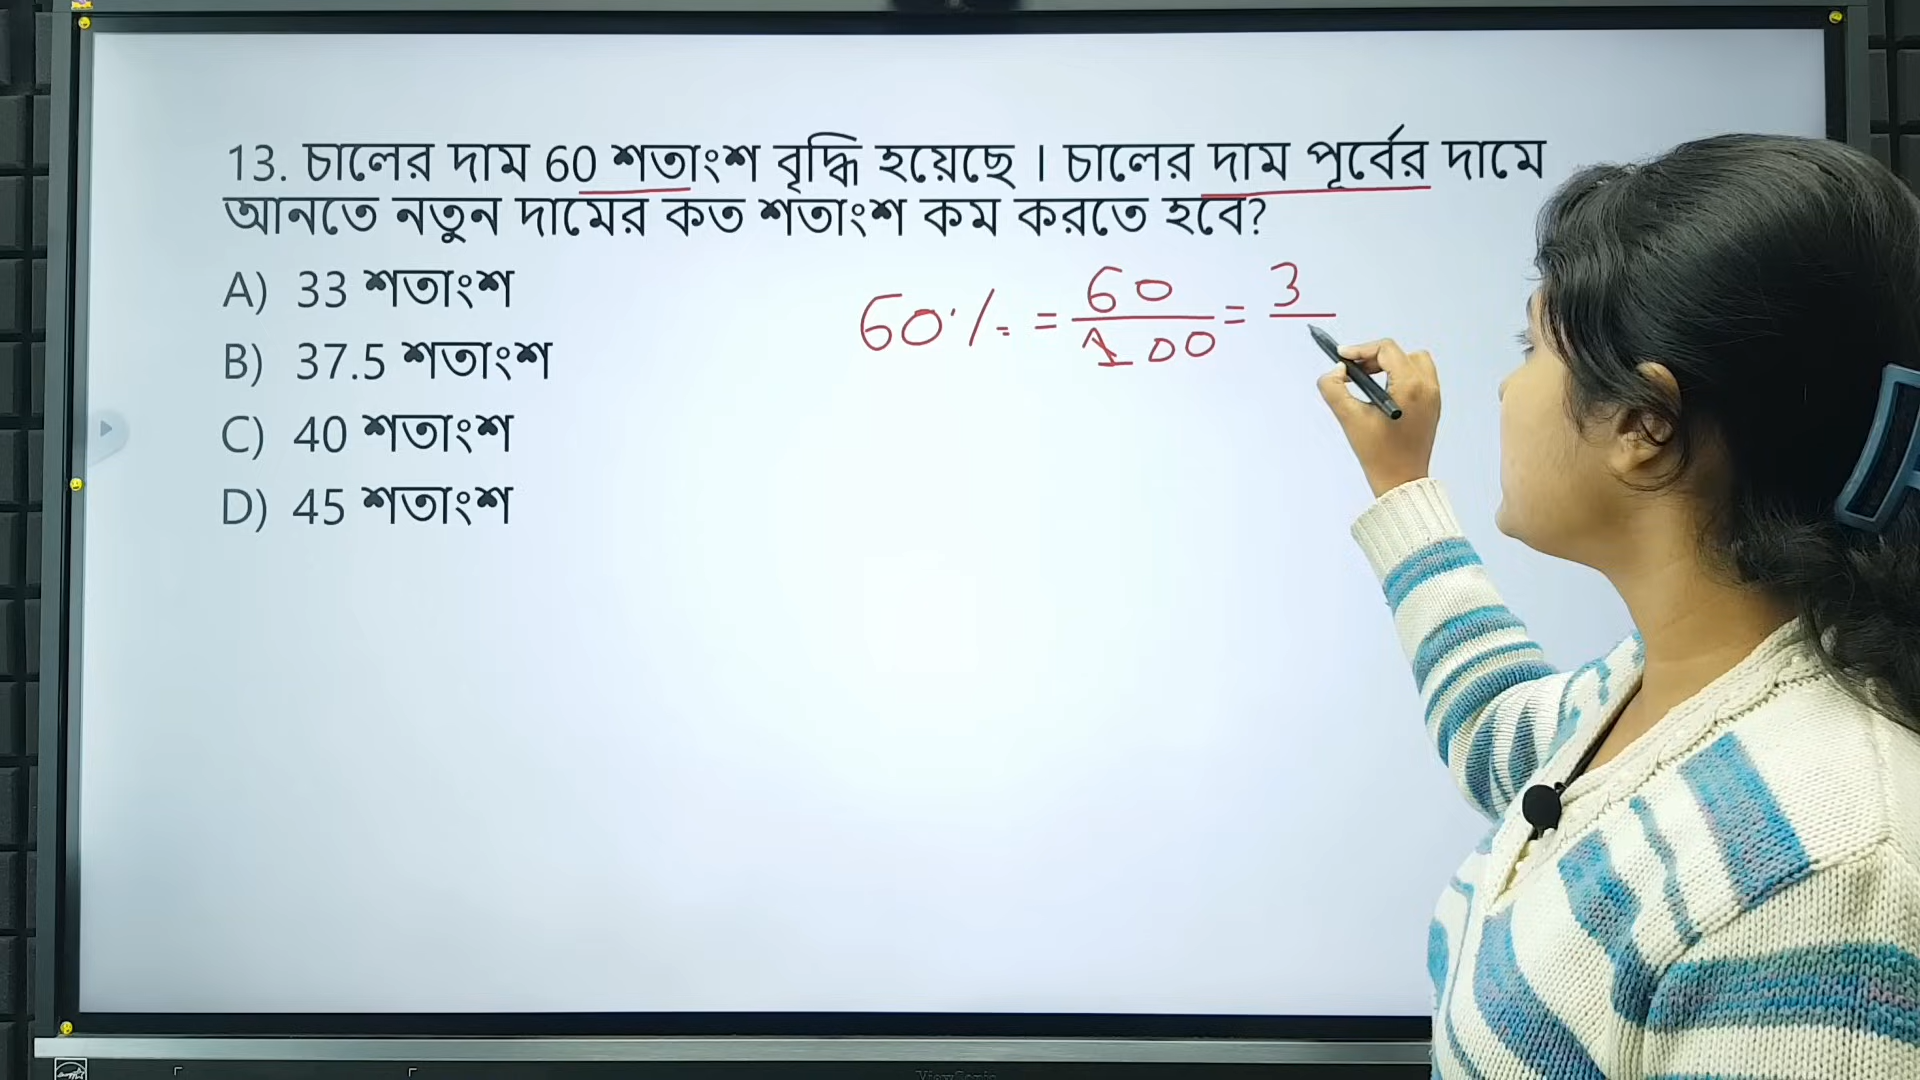 13. চালের দাম 60 শতাংশ বৃদ্ধি হয়েছে । চালের দাম পূর্বের দামে
আনতে নতুন দামের কত শতাংশ কম করতে হবে?
A) 33 শতাংশ
B) 37.5 শতাংশ
C) 40 শতাংশ
D) 45 শতাংশ
60% = 60/100 = 3
ViewSonic